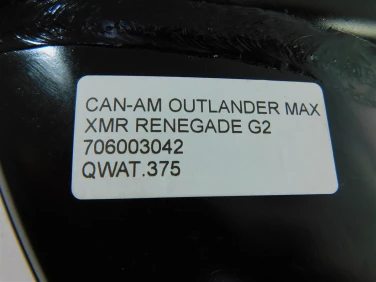 CAN-AM OUTLANDER MAX
XMR RENEGADE G2
706003042
QWAT.375